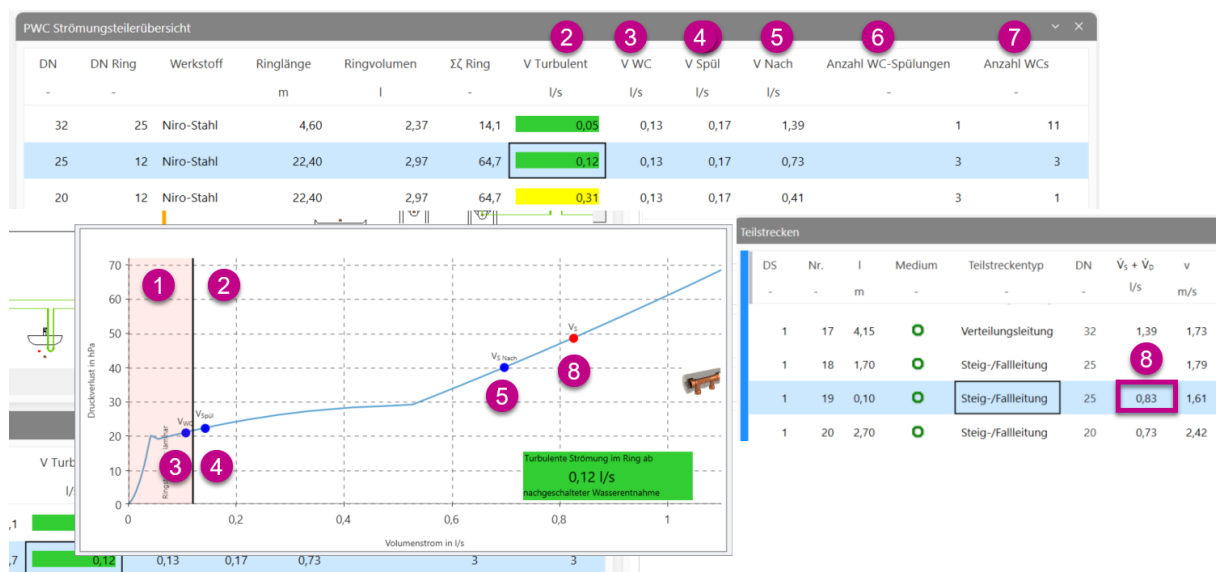 PWC Strömungsteilerübersicht
2 3 4 5 6 7
DN DN Ring Werkstoff Ringlänge Ringvolumen Σζ Ring V Turbulent V WC V Spül V Nach Anzahl WC-Spülungen Anzahl WCs
- - m l - l/s l/s l/s l/s - -
32 25 Niro-Stahl 4,60 2,37 14,1 0,05 0,13 0,17 1,39 1 11
25 12 Niro-Stahl 22,40 2,97 64,7 0,12 0,13 0,17 0,73 3 3
20 12 Niro-Stahl 22,40 2,97 64,7 0,31 0,13 0,17 0,41 3 1
Druckverlust in hPa
70
60
50
40
30
20
10
0
1 2
V WC
V Spül
3 4
V S Nach
5
V S
8
Turbulente Strömung im Ring ab
0,12 l/s
nachgeschalteter Wasserentnahme
0 0,2 0,4 0,6 0,8 1
Volumenstrom in l/s
Teilstrecken
DS Nr. l Medium Teilstreckentyp DN V̇s + V̇D v
- - m - - - l/s m/s
1 17 4,15 Verteilungsleitung 32 1,39 1,73
8
1 18 1,70 Steig-/Fallleitung 25 1,79
1 19 0,10 Steig-/Fallleitung 25 0,83 1,61
1 20 2,70 Steig-/Fallleitung 20 0,73 2,42
V Turb
l/
,1
,7 0,12 0,13 0,17 0,73 3 3